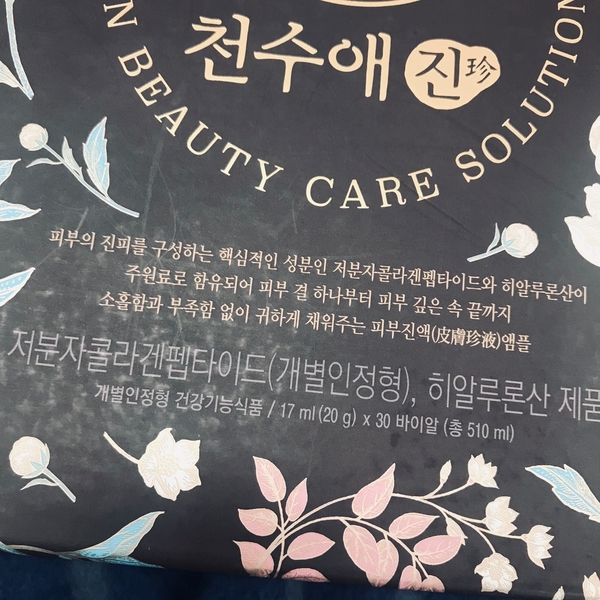 천수애 진珍
N BEAUTY CARE SOLUTION
피부의 진피를 구성하는 핵심적인 성분인 저분자콜라겐펩타이드와 히알루론산이
주원료로 함유되어 피부 결 하나부터 피부 깊은 속 끝까지
소홀함과 부족함 없이 귀하게 채워주는 피부진액(皮膚珍液)앰플
저분자콜라겐펩타이드(개별인정형), 히알루론산 제품
개별인정형 건강기능식품 / 17 ml (20 g) x 30 바이알 (총 510 ml)